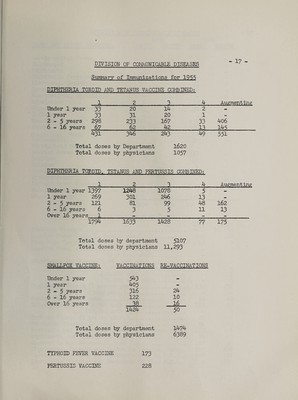 - 17 -
DIVISION OF COMMUNICABLE DISEASES
Summary of Immunizations for 1955
DIPHTHERIA TOXOID AND TETANUS VACCINE COMBINED:
1 2 3 4 Augmenting
Under 1 year 33 20 14 2 -
1 year 33 31 20 1 -
2 - 5 years 298 233 167 33 406
6 - 16 years 67 62 42 13 145
431 346 243 49 551
Total doses by Department 1620
Total doses by physicians 1057
DIPHTHERIA TOXOID, TETANUS AND PERTUSSIS COMBINED:
1 2 3 4 Augmenting
Under 1 year 1397 1248 1078 5 -
1 year 269 301 246 13 -
2 - 5 years 121 81 99 48 162
6 - 16 years 6 3 5 11 13
Over 16 years 1 - - - -
1794 1633 1428 77 175
Total doses by department 5107
Total doses by physicians 11,293
SMALLPOX VACCINE: VACCINATIONS RE-VACCINATIONS
Under 1 year 543 -
1 year 405 -
2 - 5 years 316 24
6 - 16 years 122 10
Over 16 years 38 16
1424 50
Total doses by department 1494
Total doses by physicians 6389
TYPHOID FEVER VACCINE 173
PERTUSSIS VACCINE 228